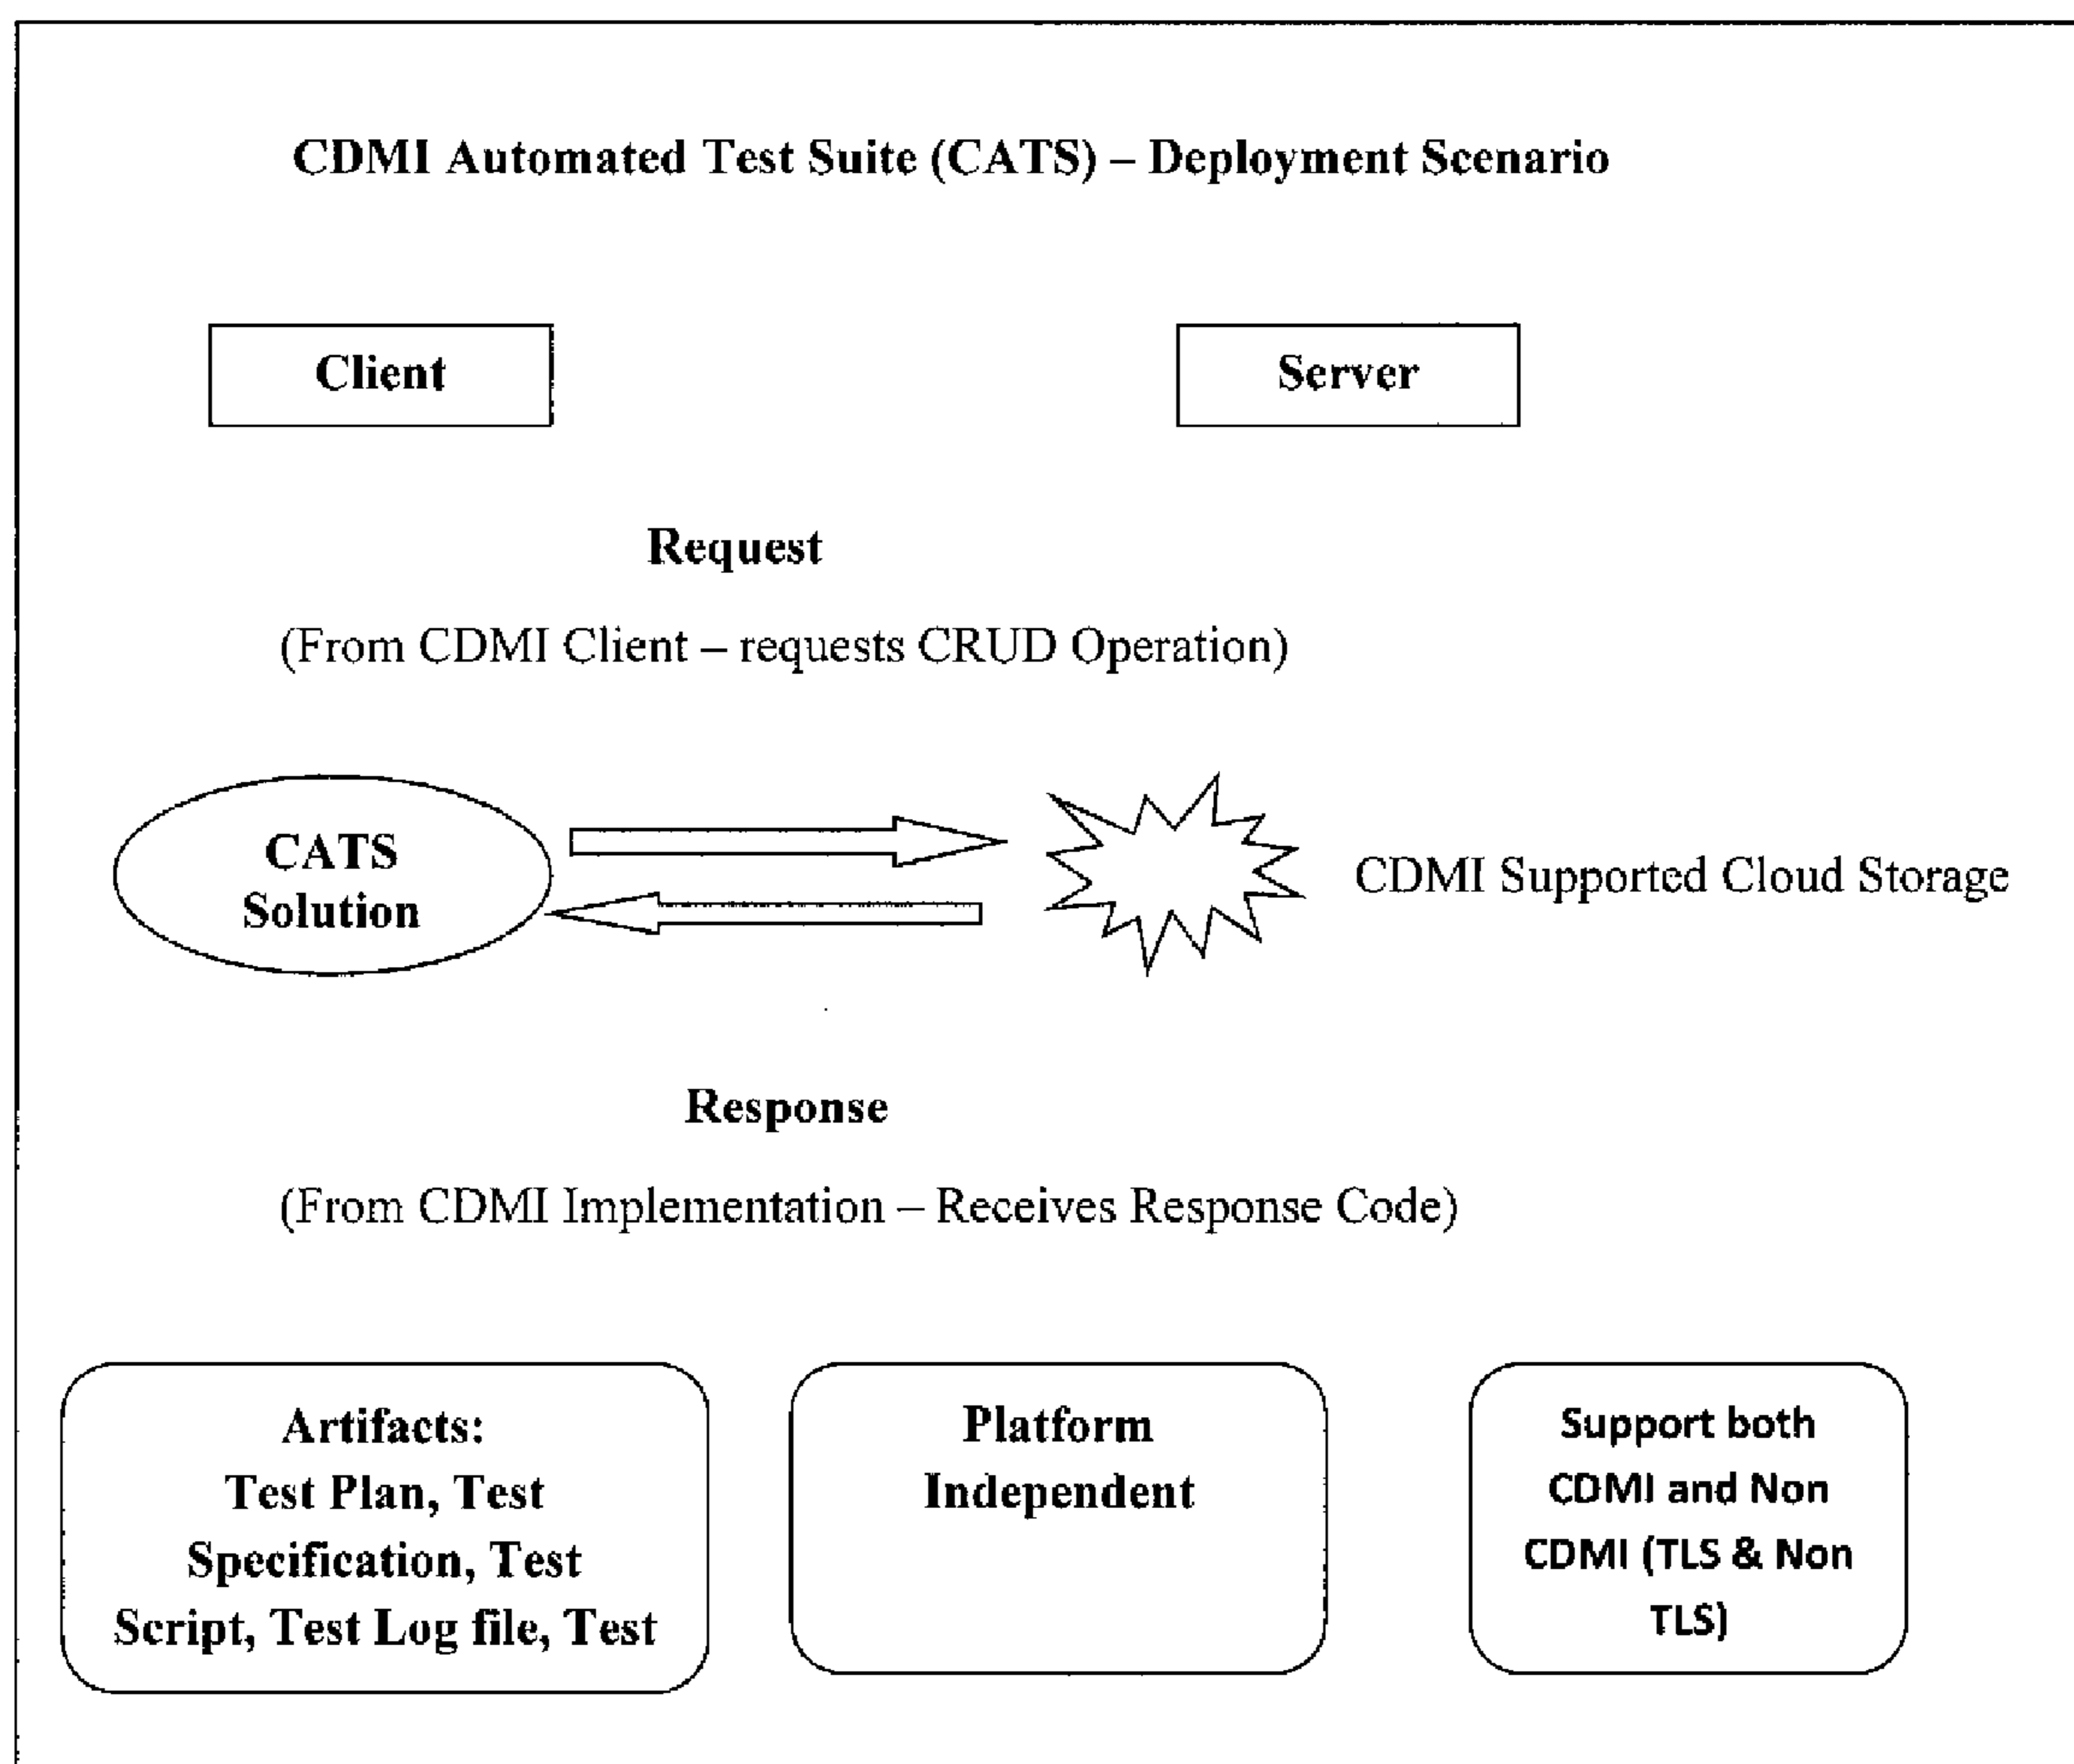 CDMI Automated Test Suite (CATS) – Deployment Scenario
Client
Server
Request
(From CDMI Client – requests CRUD Operation)
CATS
Solution
CDMI Supported Cloud Storage
Response
(From CDMI Implementation – Receives Response Code)
Artifacts:
Test Plan, Test
Specification, Test
Script, Test Log file, Test
Platform
Independent
Support both
CDMI and Non
CDMI (TLS & Non
TLS)